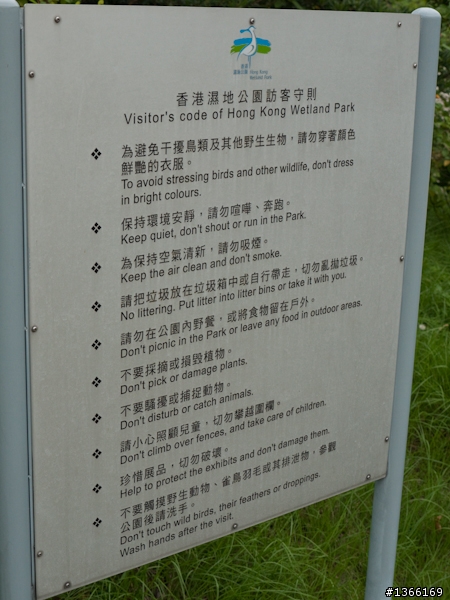 香港
濕地公園
Hong Kong
Wetland Park
香港濕地公園訪客守則
Visitor's code of Hong Kong Wetland Park
為避免干擾鳥類及其他野生生物，請勿穿著顏色
鮮艷的衣服。
To avoid stressing birds and other wildlife, don't dress
in bright colours.
保持環境安靜，請勿喧嘩、奔跑。
Keep quiet, don't shout or run in the Park.
為保持空氣清新，請勿吸煙。
Keep the air clean and don't smoke.
請把垃圾放在垃圾箱中或自行帶走，切勿亂拋垃圾。
No littering. Put litter into litter bins or take it with you.
請勿在公園內野餐，或將食物留在戶外。
Don't picnic in the Park or leave any food in outdoor areas.
不要採摘或損毀植物。
Don't pick or damage plants.
不要騷擾或捕捉動物。
Don't disturb or catch animals.
請小心照顧兒童，切勿攀越圍欄。
Don't climb over fences, and take care of children.
珍惜展品，切勿破壞。
Help to protect the exhibits and don't damage them.
不要觸摸野生動物、雀鳥羽毛或其排泄物，參觀
公園後請洗手。
Don't touch wild birds, their feathers or droppings.
Wash hands after the visit.
#1366169